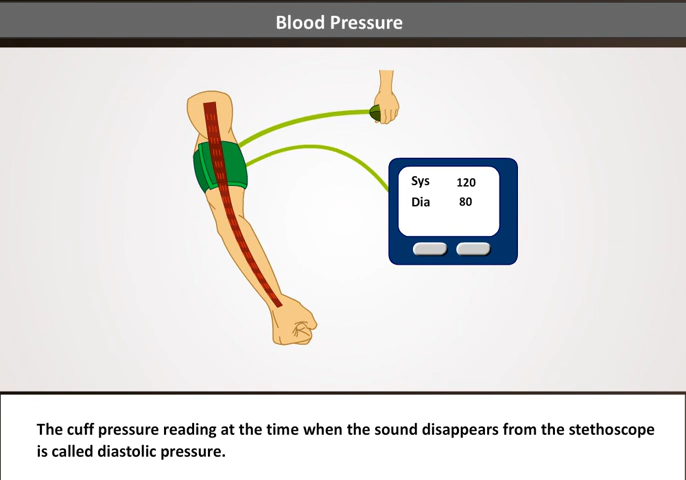 Blood Pressure
Sys 120
Dia 80
The cuff pressure reading at the time when the sound disappears from the stethoscope
is called diastolic pressure.